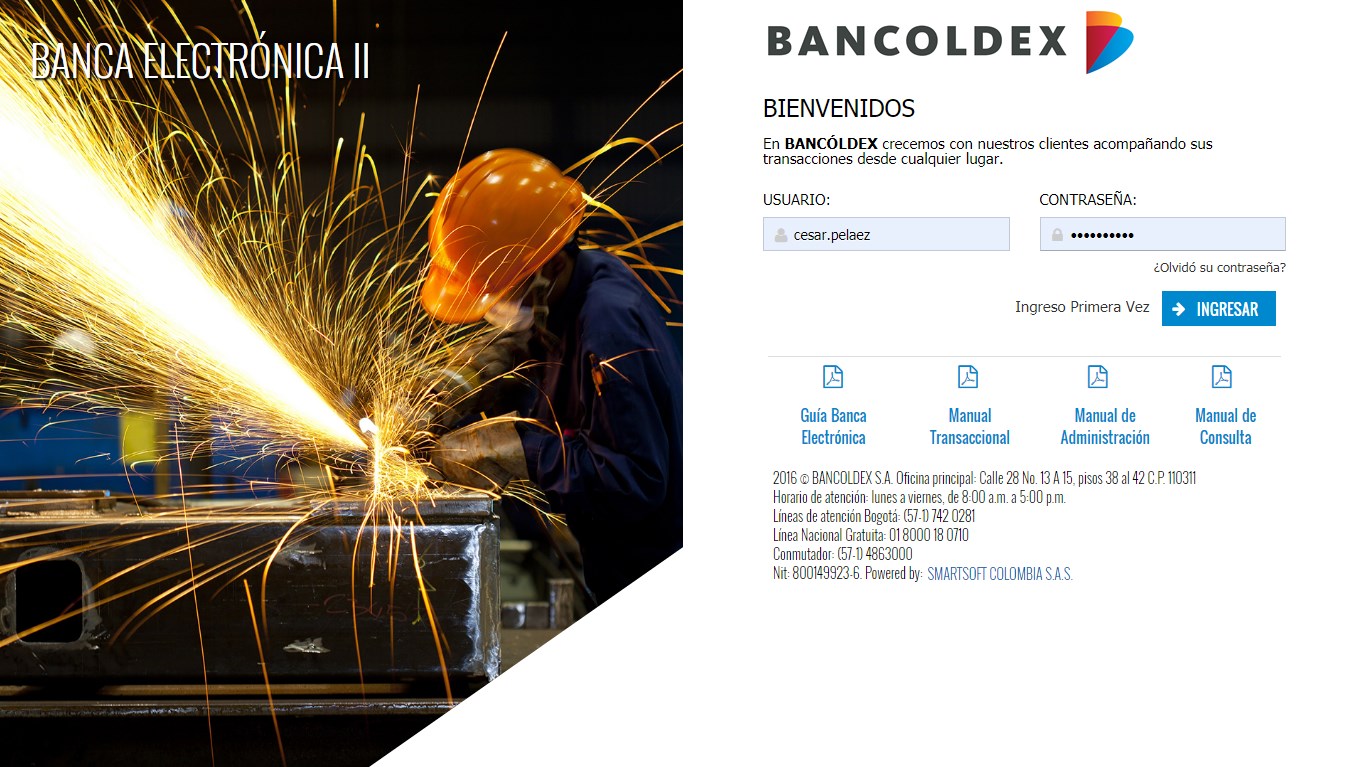 BANCA ELECTRÓNICA II
BANCOLDEX
BIENVENIDOS
En BANCÓLDEX crecemos con nuestros clientes acompañando sus
transacciones desde cualquier lugar.
USUARIO:
CONTRASEÑA:
cesar.pelaez
••••••••••
¿Olvidó su contraseña?
Ingreso Primera Vez
INGRESAR
Guía Banca
Electrónica
Manual
Transaccional
Manual de
Administración
Manual de
Consulta
2016 © BANCOLDEX S.A. Oficina principal: Calle 28 No. 13 A 15, pisos 38 al 42 C.P. 110311
Horario de atención: lunes a viernes, de 8:00 a.m. a 5:00 p.m.
Líneas de atención Bogotá: (57-1) 742 0281
Línea Nacional Gratuita: 01 8000 18 0710
Conmutador: (57-1) 4863000
Nit: 800149923-6. Powered by: SMARTSOFT COLOMBIA S.A.S.